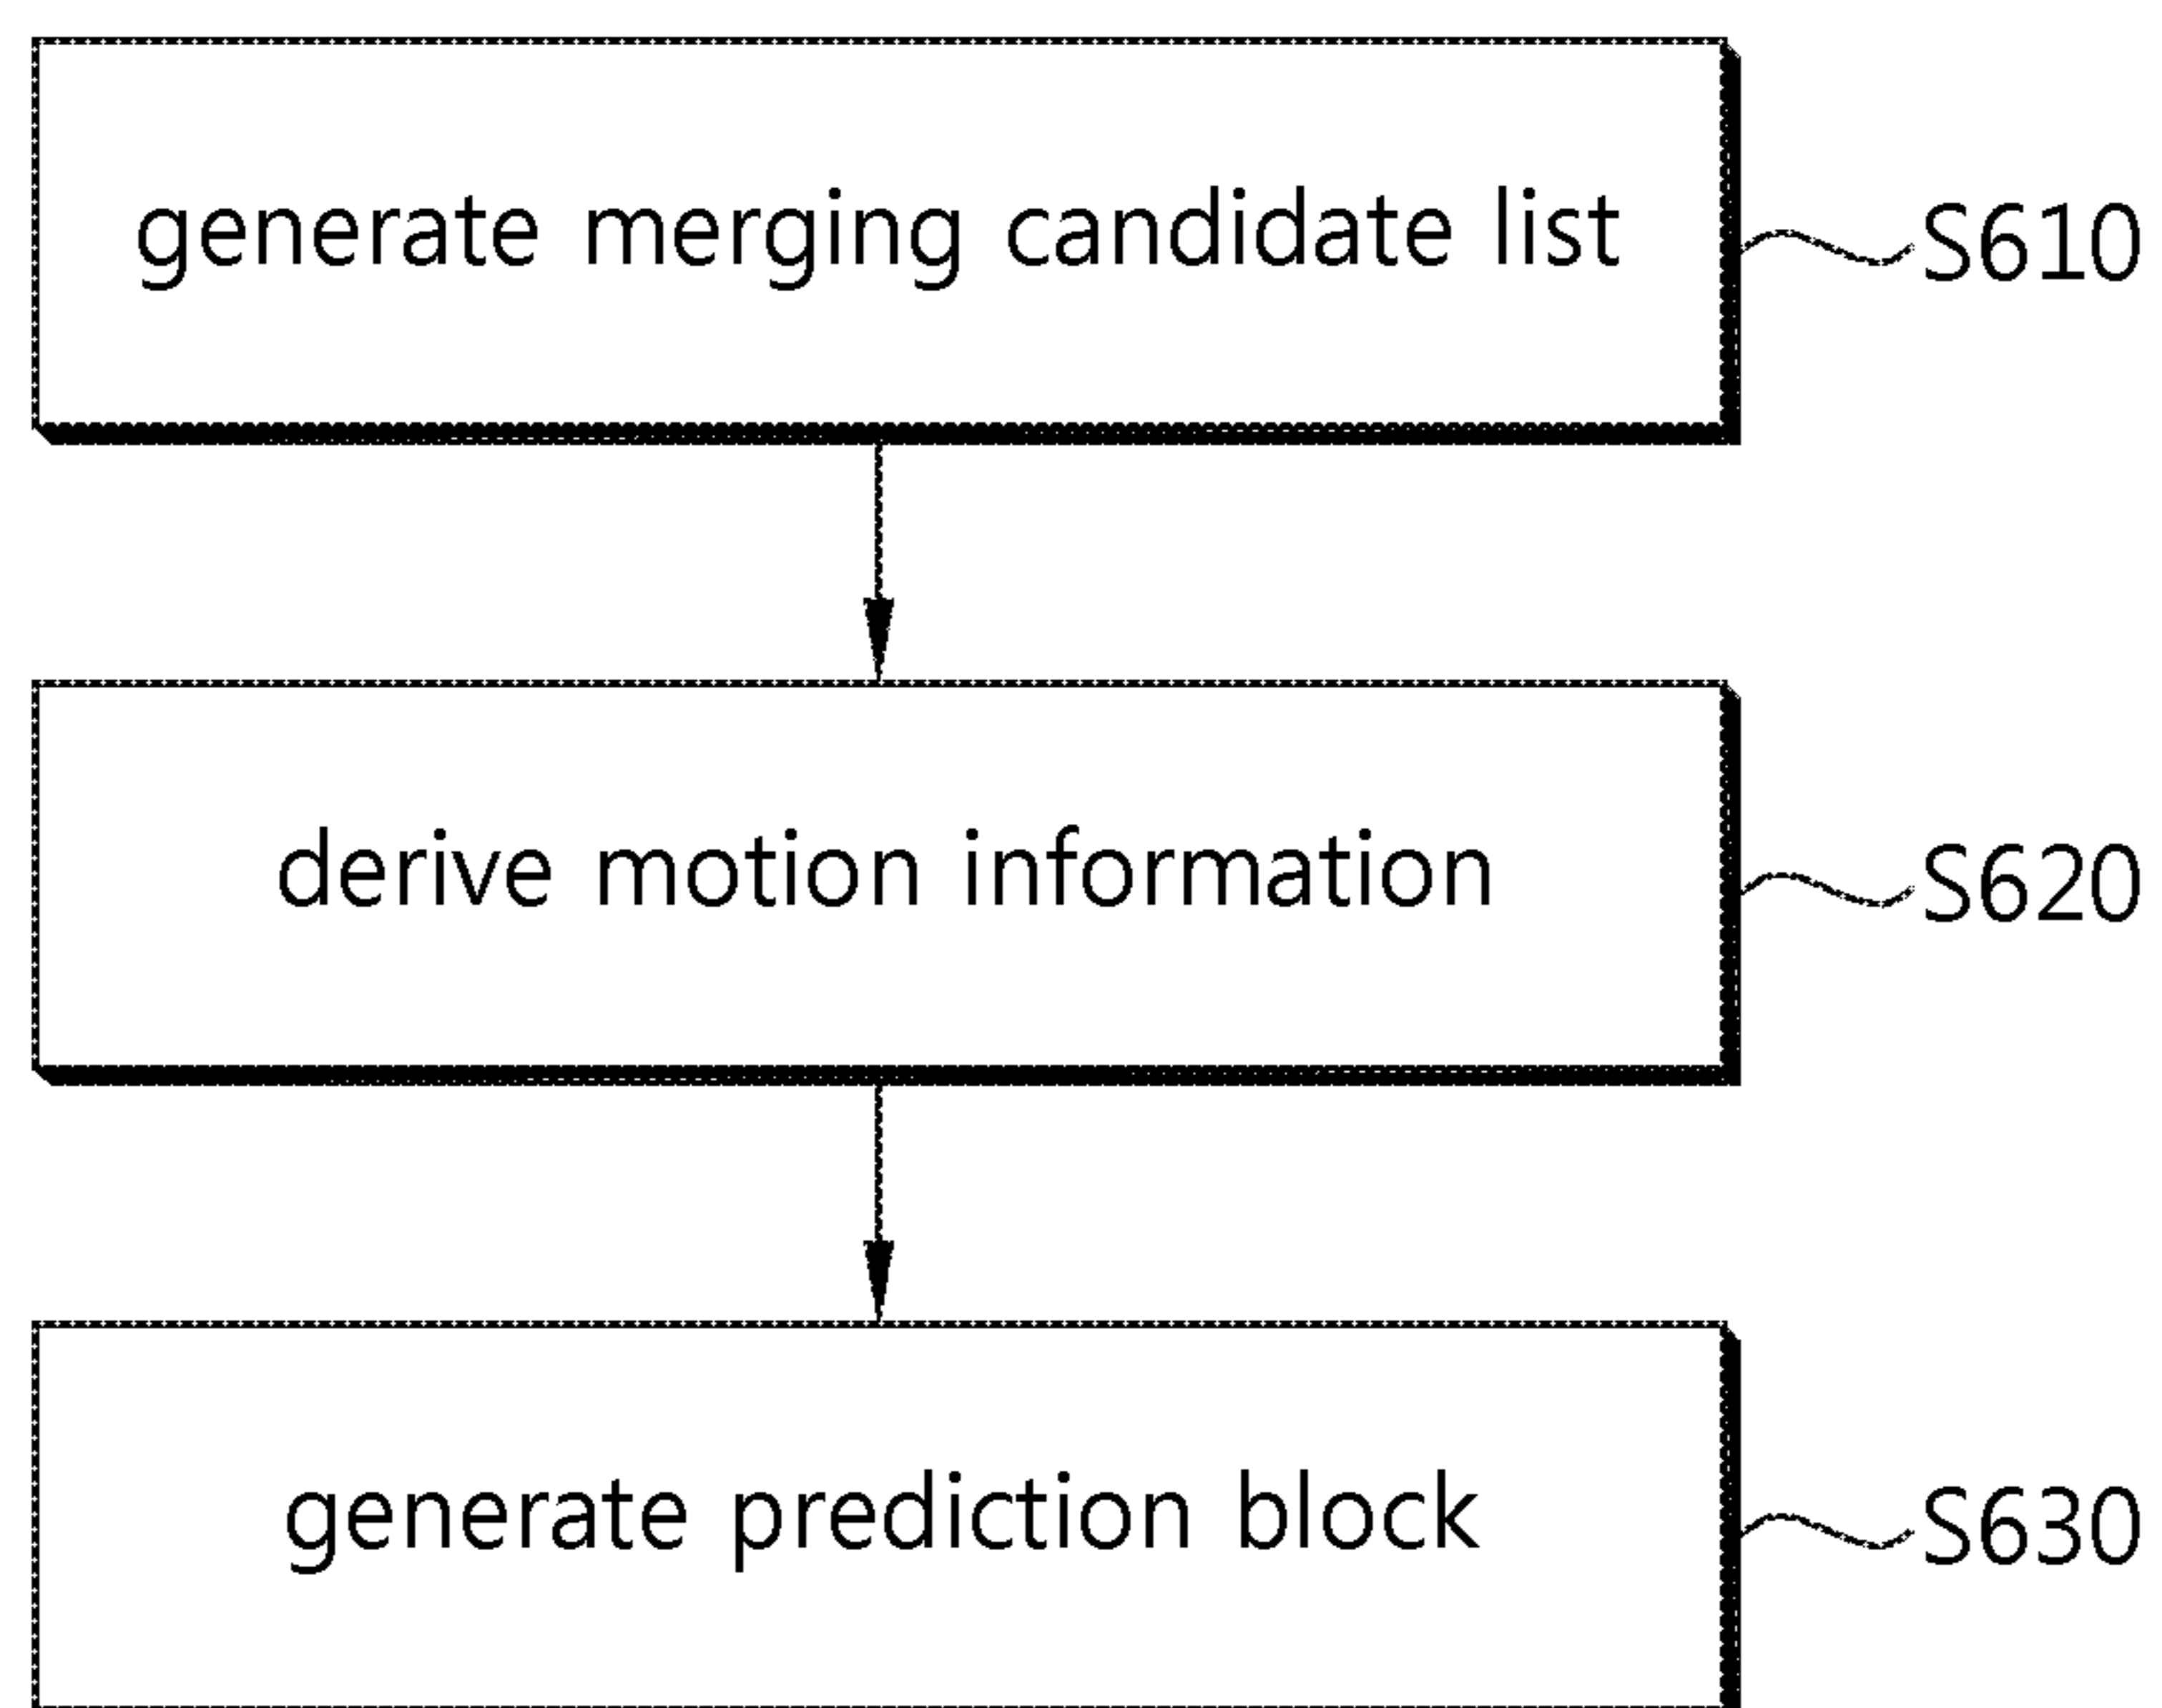 generate merging candidate list
S610
derive motion information
S620
generate prediction block
S630